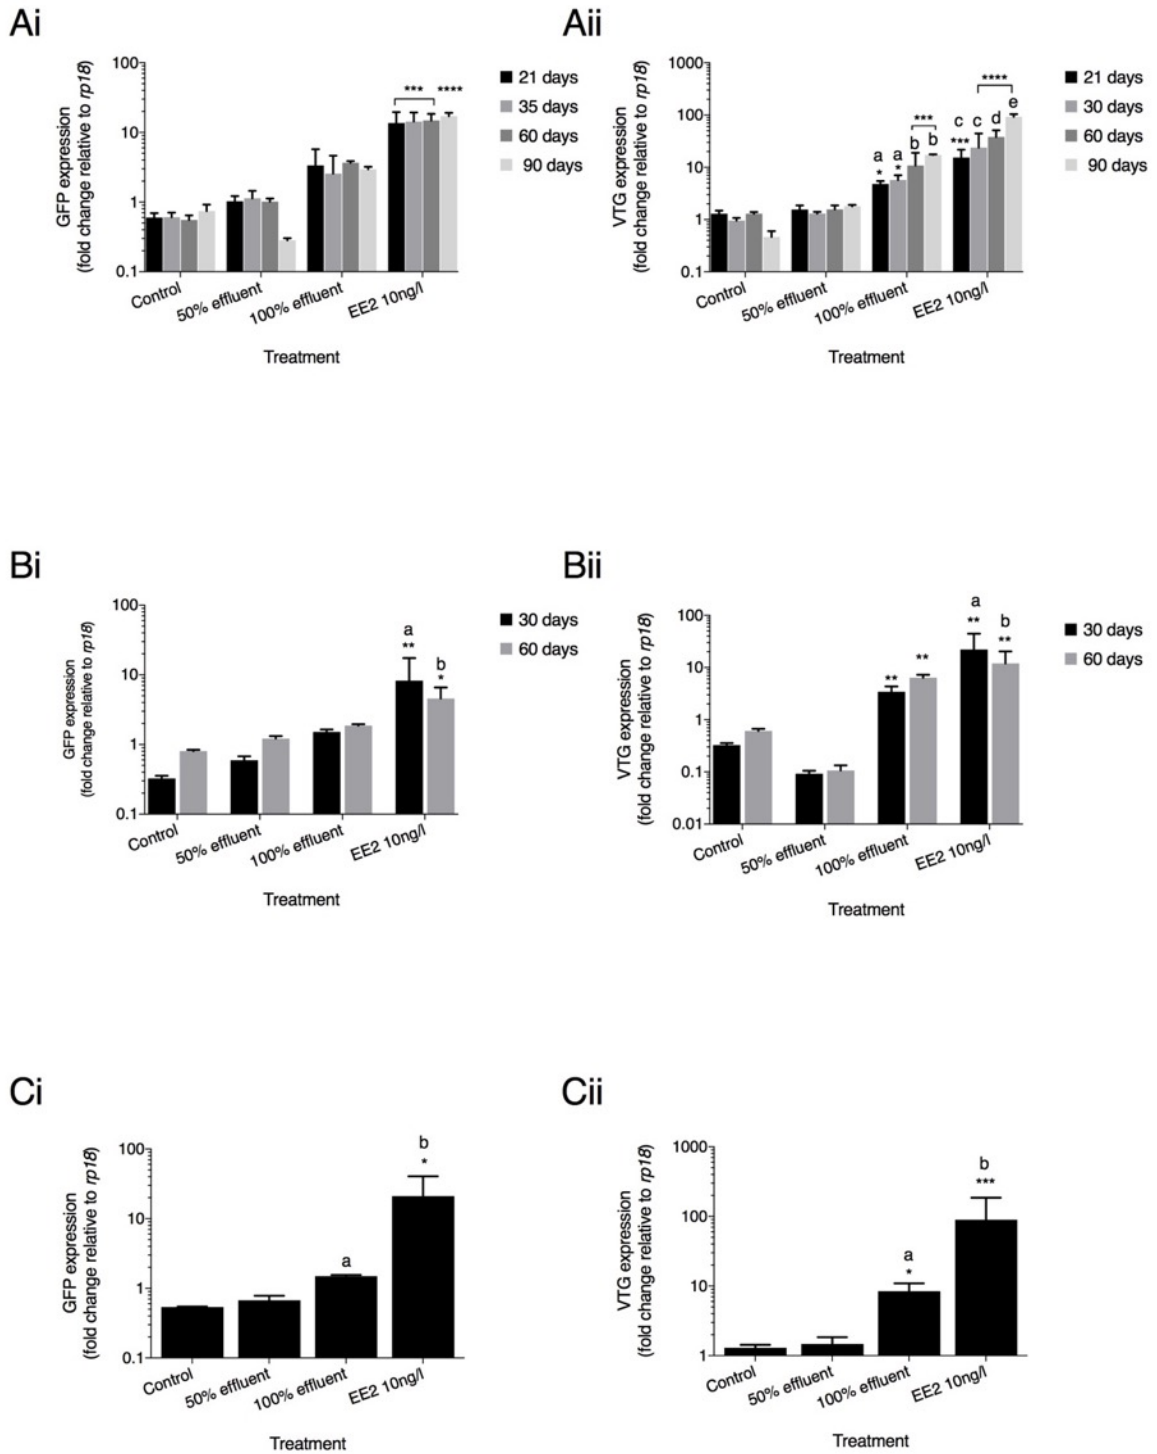 Ai
GFP expression
(fold change relative to rp18)
100
10
1
0.1
*** ****
Control
50% effluent
100% effluent
EE2 10ng/l
Treatment
21 days
35 days
60 days
90 days
Aii
VTG expression
(fold change relative to rp18)
1000
100
10
1
0.1
a
*
a
*
***
b b
c c d e
***
****
Control
50% effluent
100% effluent
EE2 10ng/l
Treatment
21 days
30 days
60 days
90 days
Bi
GFP expression
(fold change relative to rp18)
100
10
1
0.1
a
**
b
*
Control
50% effluent
100% effluent
EE2 10ng/l
Treatment
30 days
60 days
Bii
VTG expression
(fold change relative to rp18)
100
10
1
0.1
0.01
**
**
a
**
b
**
Control
50% effluent
100% effluent
EE2 10ng/l
Treatment
30 days
60 days
Ci
GFP expression
(fold change relative to rp18)
100
10
1
0.1
a
b
*
Control
50% effluent
100% effluent
EE2 10ng/l
Treatment
Cii
VTG expression
(fold change relative to rp18)
1000
100
10
1
a
*
b
***
Control
50% effluent
100% effluent
EE2 10ng/l
Treatment